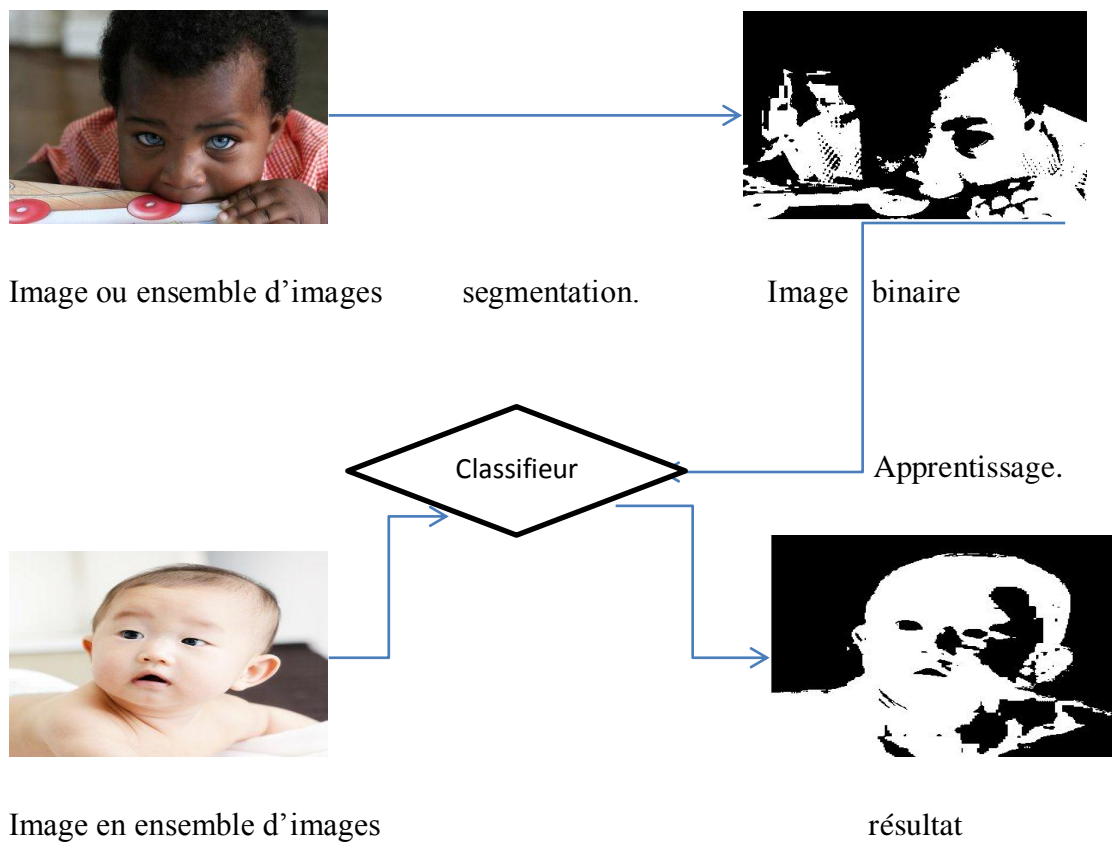 Image ou ensemble d’images segmentation. Image binaire
Classifieur
Apprentissage.
Image en ensemble d’images résultat